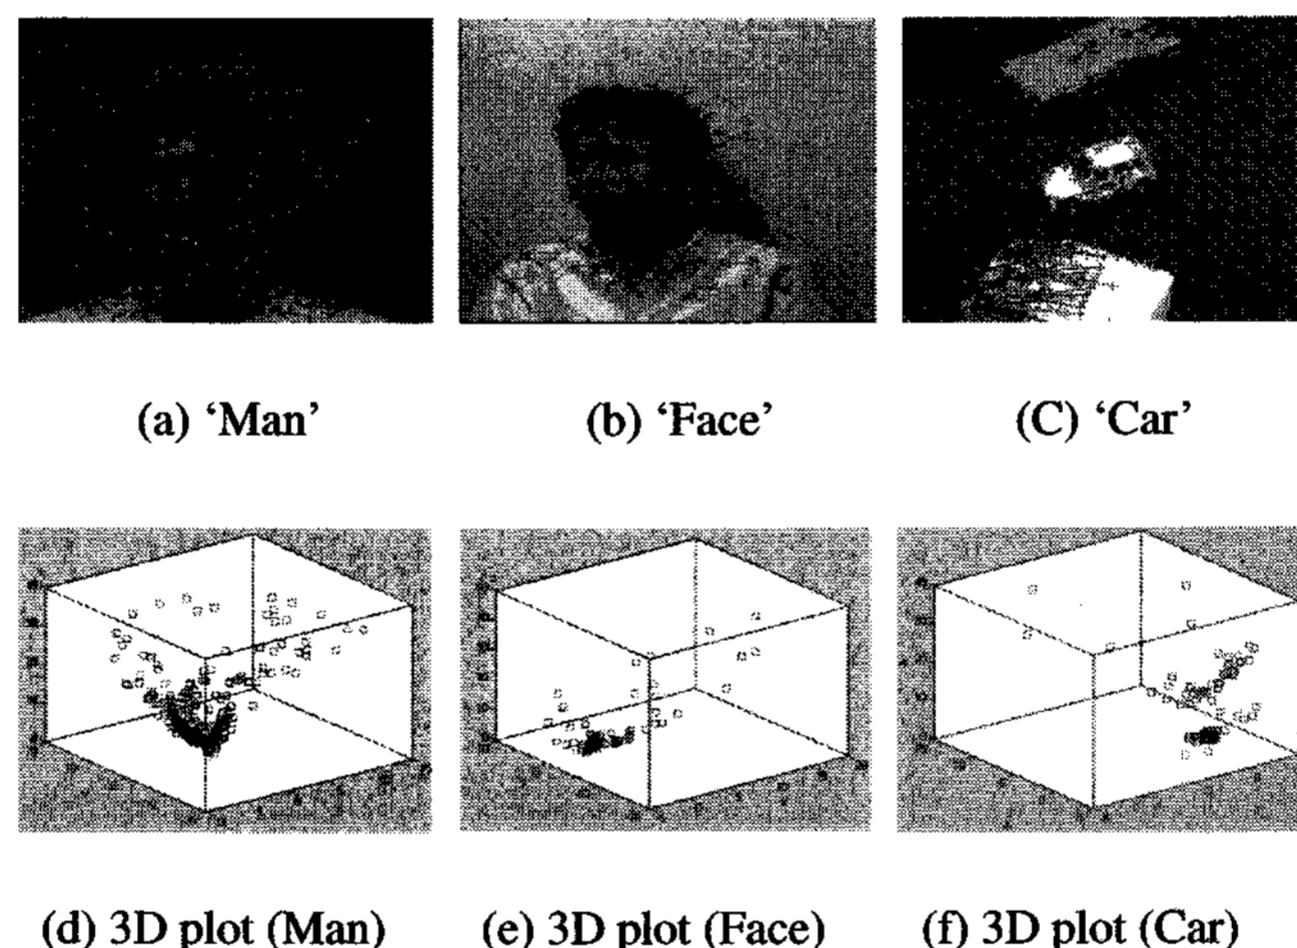 (a) ‘Man’
(b) ‘Face’
(C) ‘Car’
(d) 3D plot (Man)
(e) 3D plot (Face)
(f) 3D plot (Car)